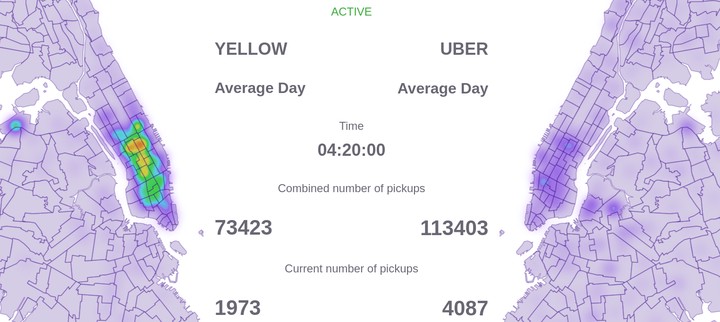 ACTIVE
YELLOW UBER
Average Day Average Day
Time
04:20:00
Combined number of pickups
73423 113403
Current number of pickups
1973 4087